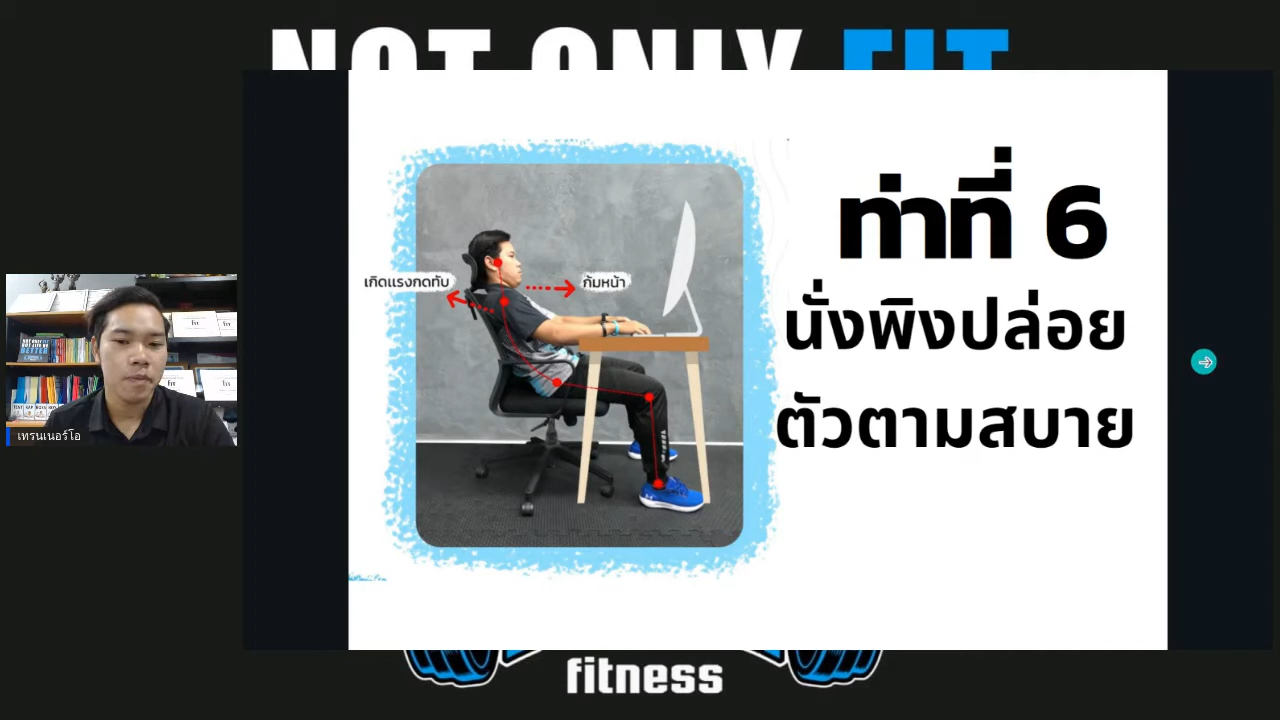 NOT ONLY FIT
ท่าที่ 6
นั่งพิงปล่อย
ตัวตามสบาย
เกิดแรงกดทับ
ก้มหน้า
เทรนเนอร์โอ
fitness